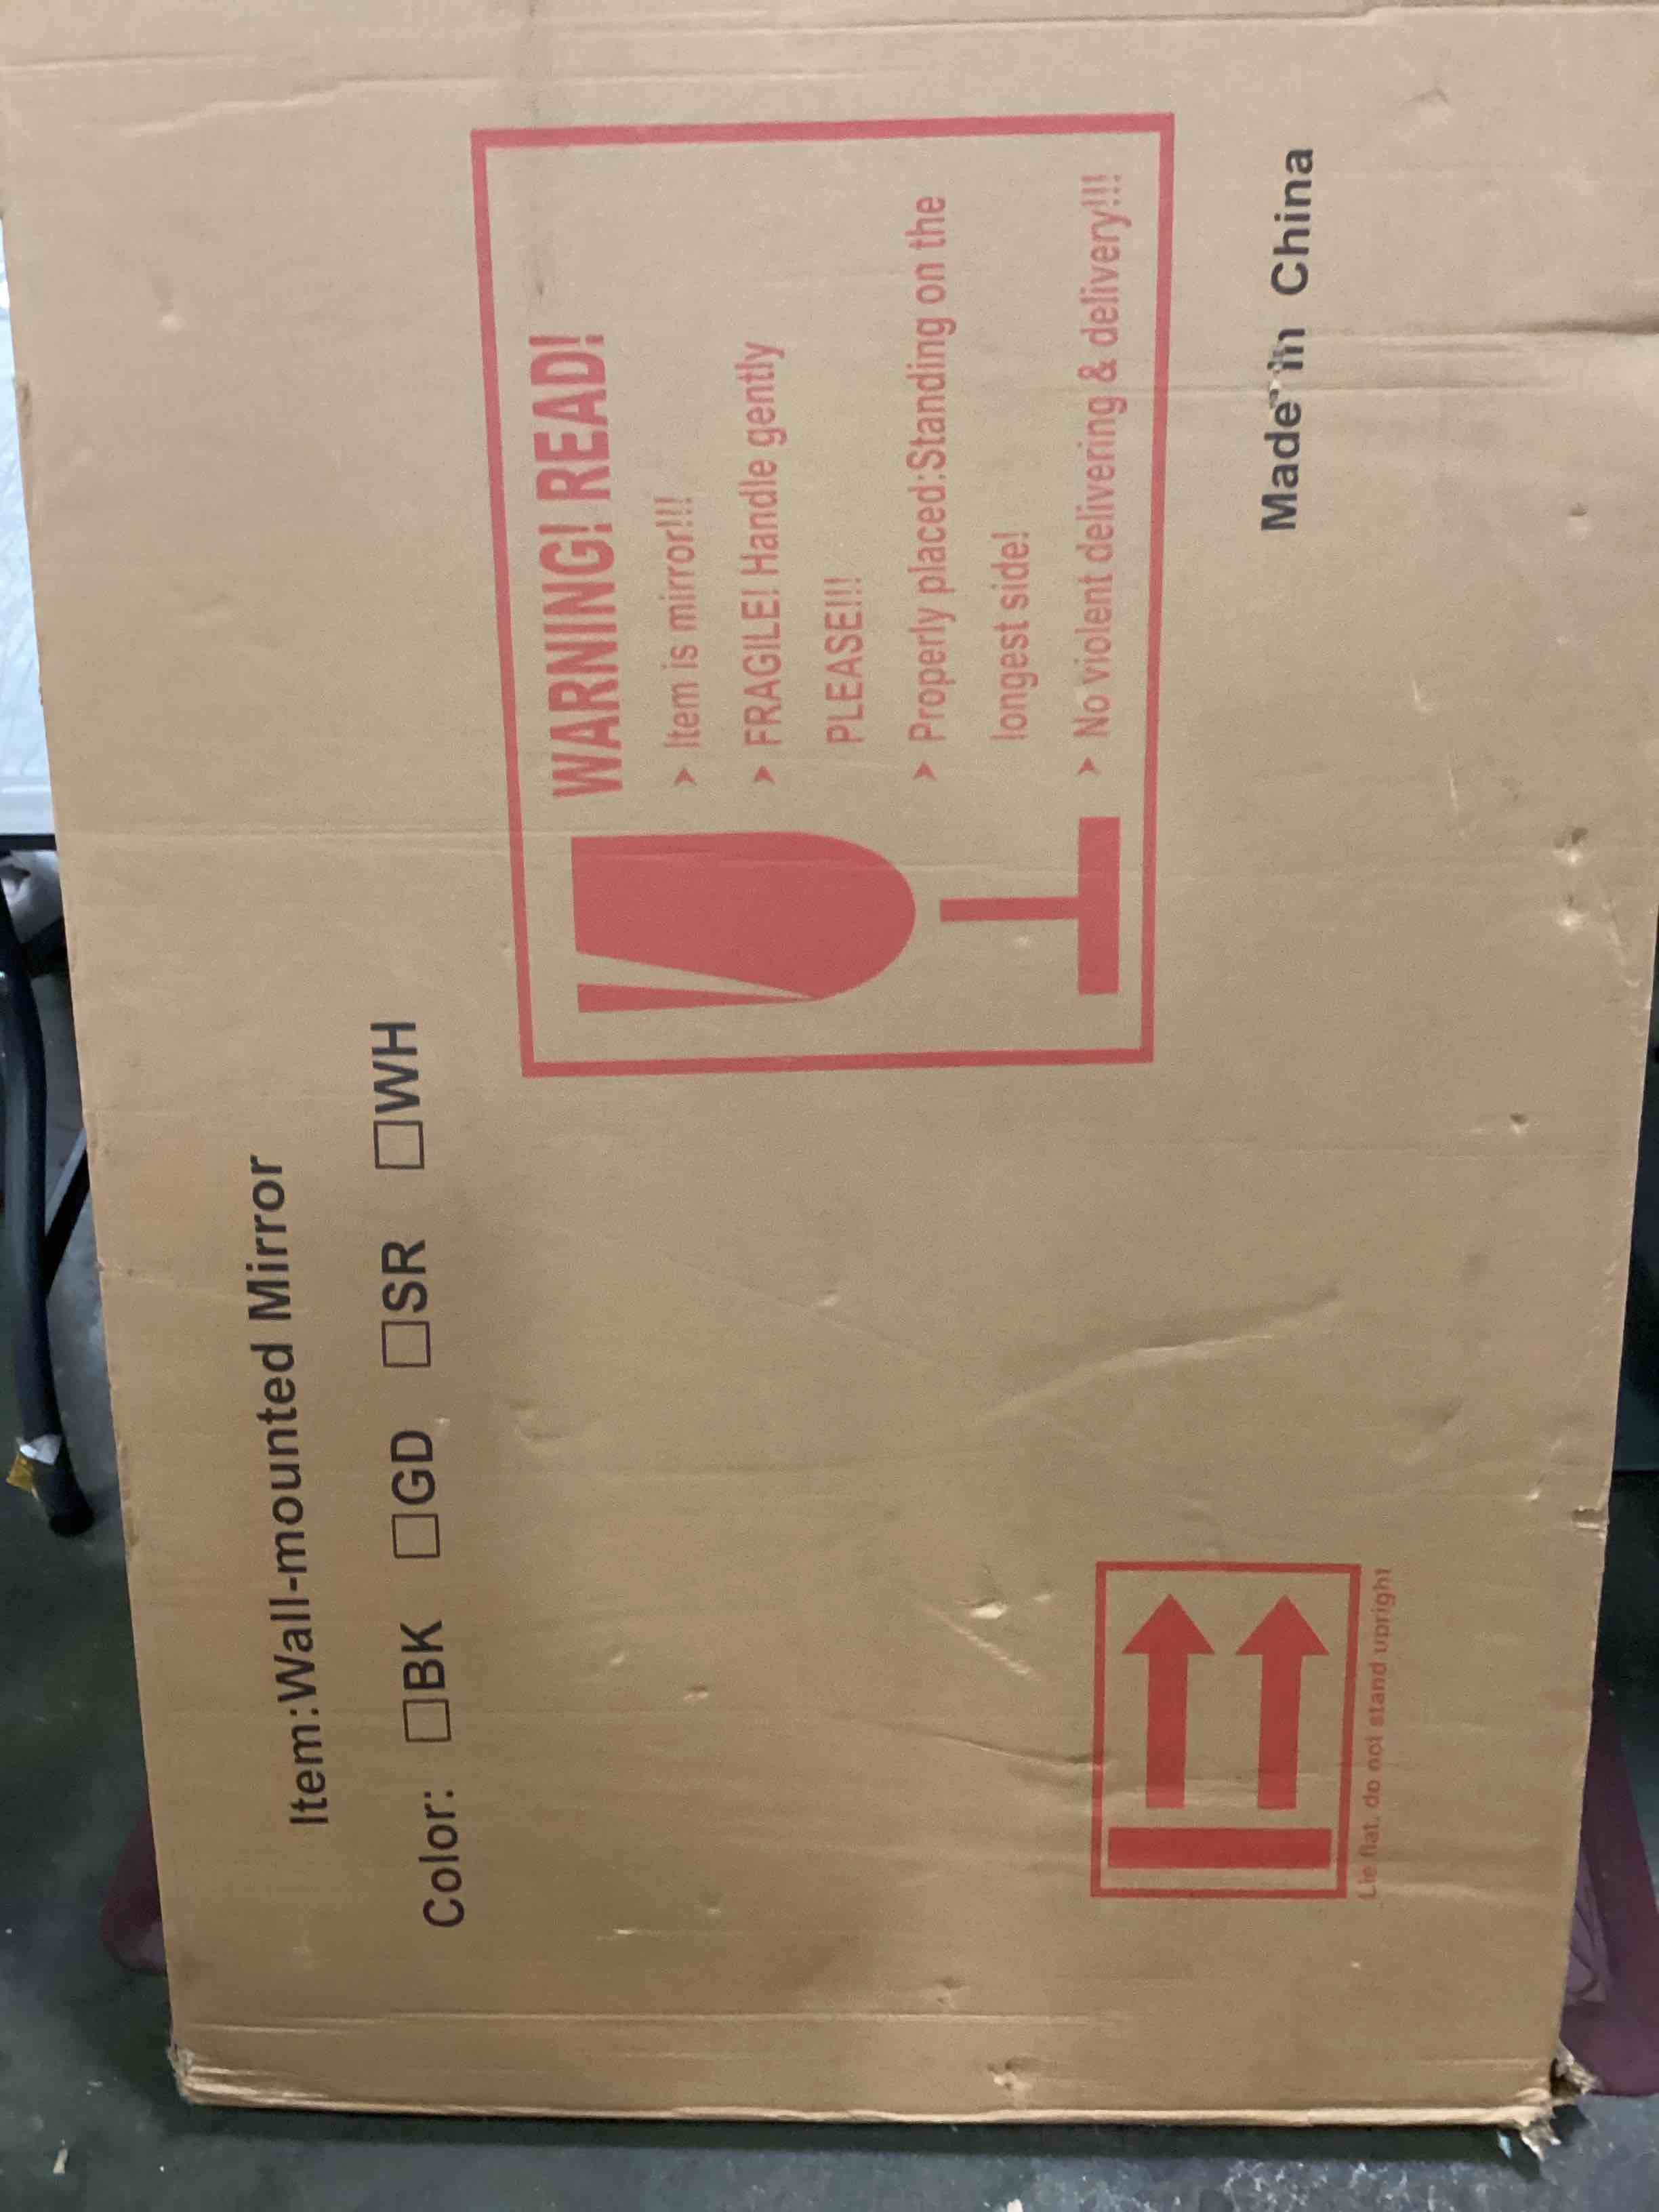 Item:Wall-mounted Mirror
Color: □BK □GD □SR □WH
WARNING! READ!
➤ Item is mirror!!!
➤ FRAGILE! Handle gently
PLEASE!!!
➤ Properly placed:Standing on the
longest side!
➤ No violent delivering & delivery!!!
Made in China
Lie flat, do not stand upright